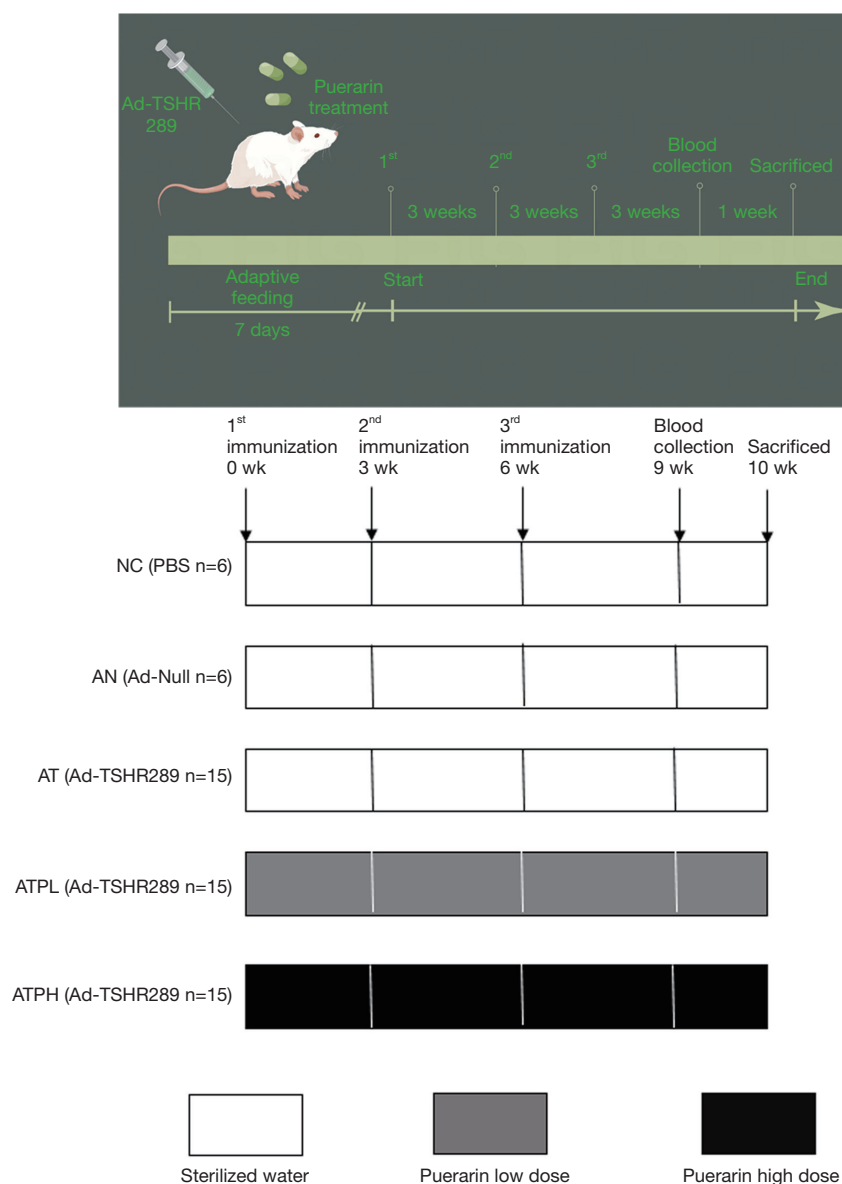 Ad-TSHR
289
Puerarin
treatment
1st
2nd
3rd
Blood
collection
Sacrificed
3 weeks
3 weeks
3 weeks
1 week
Adaptive
feeding
Start
End
7 days
1st
immunization
0 wk
2nd
immunization
3 wk
3rd
immunization
6 wk
Blood
collection
9 wk
Sacrificed
10 wk
NC (PBS n=6)
AN (Ad-Null n=6)
AT (Ad-TSHR289 n=15)
ATPL (Ad-TSHR289 n=15)
ATPH (Ad-TSHR289 n=15)
Sterilized water
Puerarin low dose
Puerarin high dose